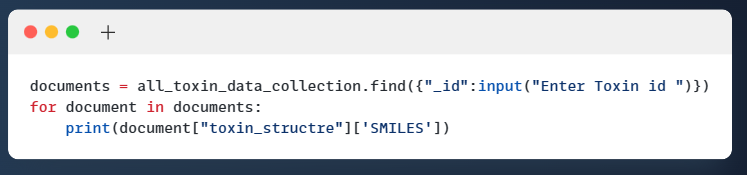 documents = all_toxin_data_collection.find({"_id":input("Enter Toxin id ")})
for document in documents:
    print(document["toxin_structre"]['SMILES'])